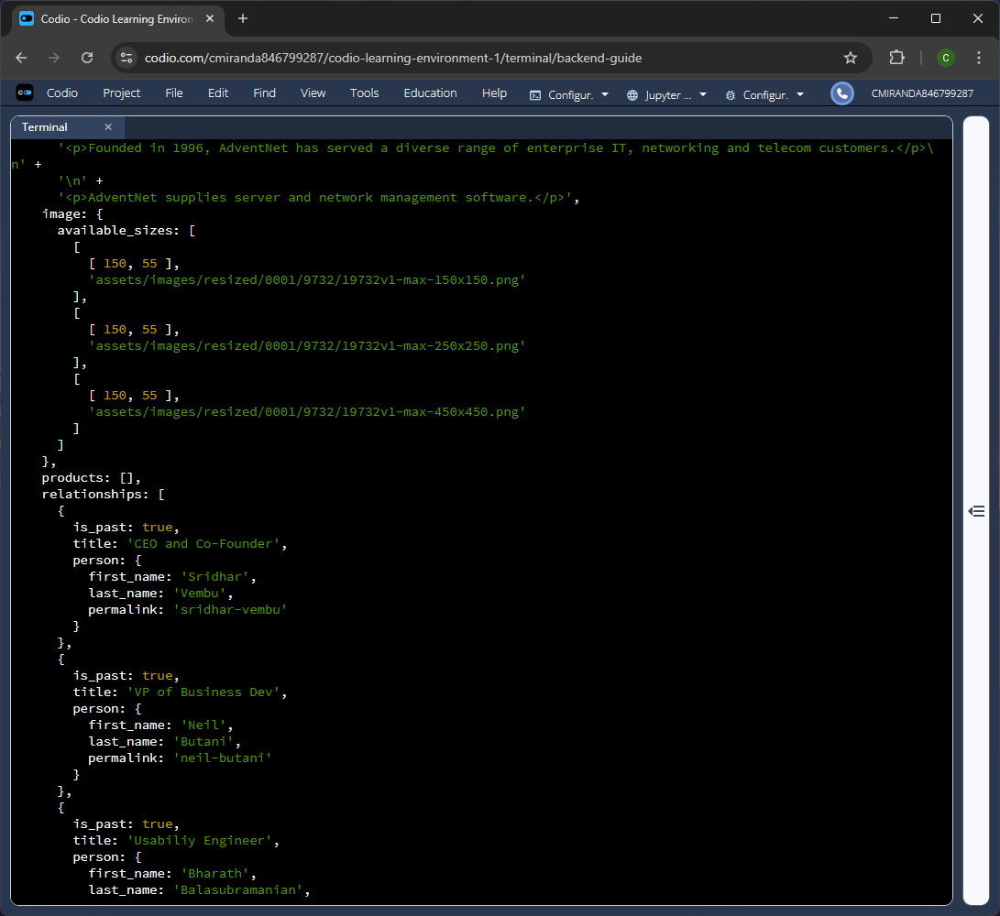 Codio - Codio Learning Environ
codio.com/cmiranda846799287/codio-learning-environment-1/terminal/backend-guide
C
Codio Project File Edit Find View Tools Education Help Configur. Jupyter ... Configur. CMIRANDA846799287
Terminal
'<p>Founded in 1996, AdventNet has served a diverse range of enterprise IT, networking and telecom customers.</p>\
n' +
'\n' +
'<p>AdventNet supplies server and network management software.</p>',
image: {
available_sizes: [
[
[ 150, 55 ],
'assets/images/resized/0001/9732/19732v1-max-150x150.png'
],
[
[ 150, 55 ],
'assets/images/resized/0001/9732/19732v1-max-250x250.png'
],
[
[ 150, 55 ],
'assets/images/resized/0001/9732/19732v1-max-450x450.png'
]
]
},
products: [],
relationships: [
{
is_past: true,
title: 'CEO and Co-Founder',
person: {
first_name: 'Sridhar',
last_name: 'Vembu',
permalink: 'sridhar-vembu'
}
},
{
is_past: true,
title: 'VP of Business Dev',
person: {
first_name: 'Neil',
last_name: 'Butani',
permalink: 'neil-butani'
}
},
{
is_past: true,
title: 'Usabiliy Engineer',
person: {
first_name: 'Bharath',
last_name: 'Balasubramanian',